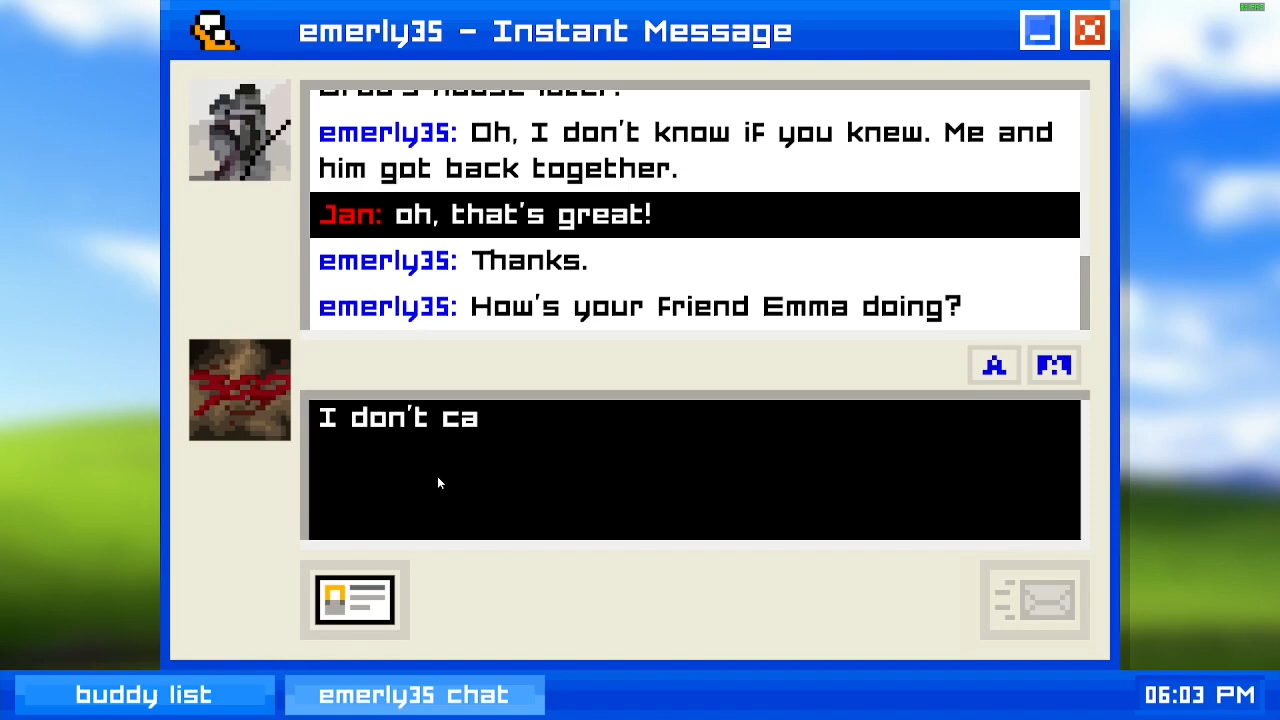 emerly35 - Instant Message
emerly35: Oh, I don't know if you knew. Me and
him got back together.
Jan: oh, that's great!
emerly35: Thanks.
emerly35: How's your friend Emma doing?
A
I don't ca
buddy list
emerly35 chat
06:03 PM